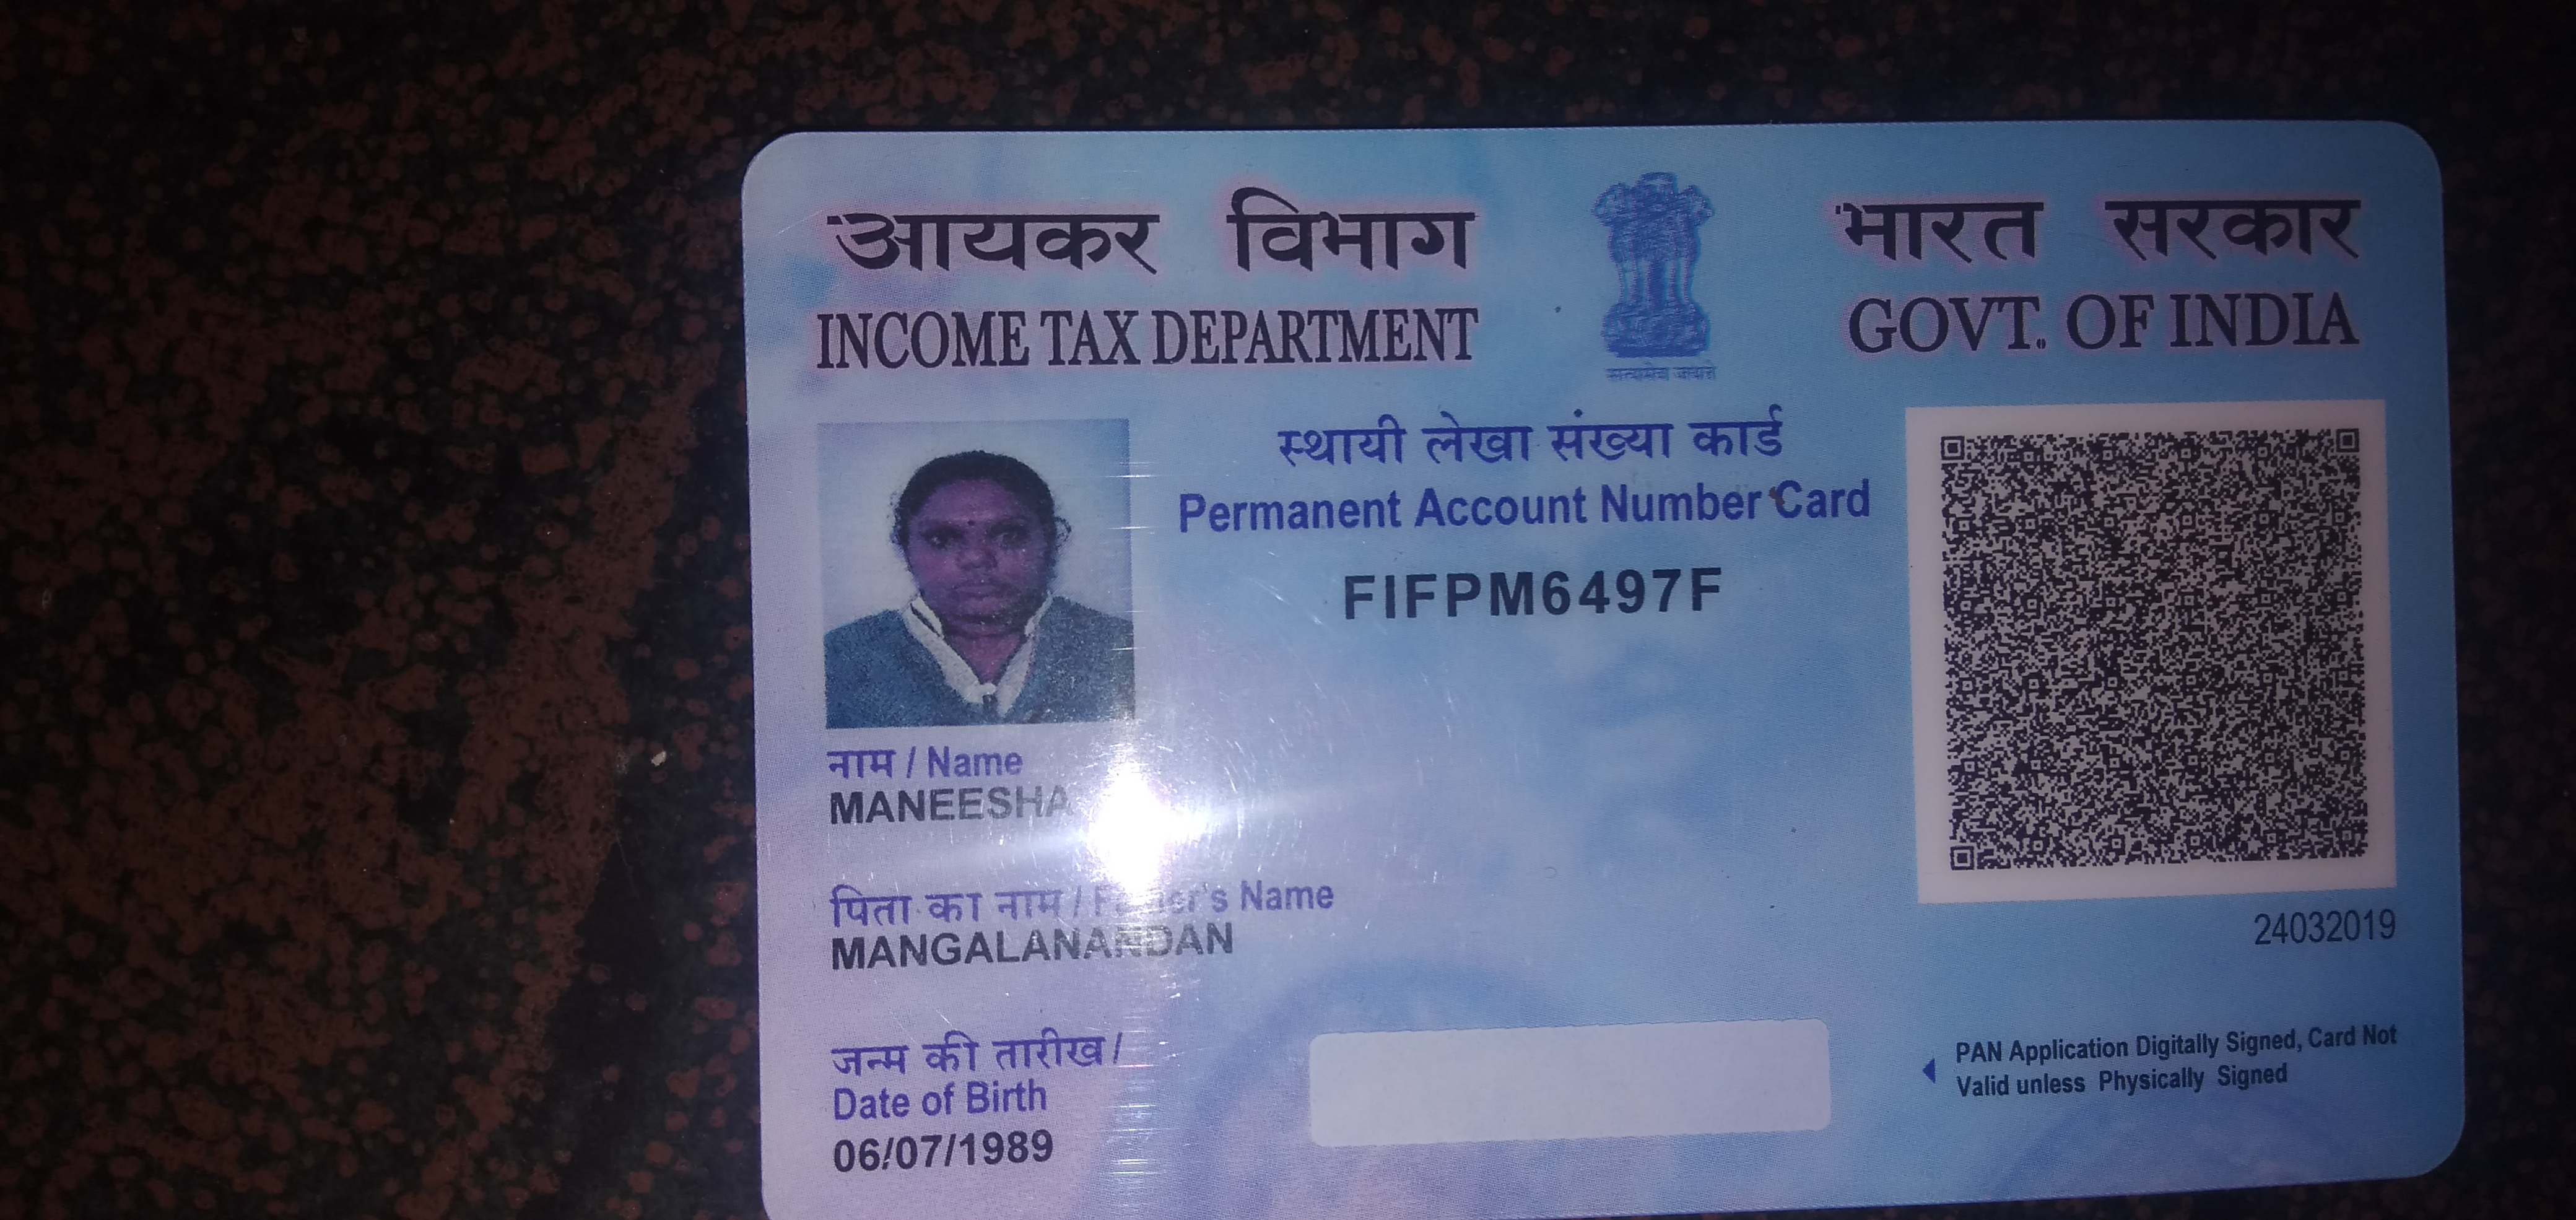 आयकर विभाग
INCOME TAX DEPARTMENT
सत्यमेव जयते
भारत सरकार
GOVT. OF INDIA
स्थायी लेखा संख्या कार्ड
Permanent Account Number Card
FIFPM6497F
नाम / Name
MANEESHA
पिता का नाम / Father's Name
MANGALANANDAN
जन्म की तारीख /
Date of Birth
06/07/1989
24032019
PAN Application Digitally Signed, Card Not
Valid unless Physically Signed